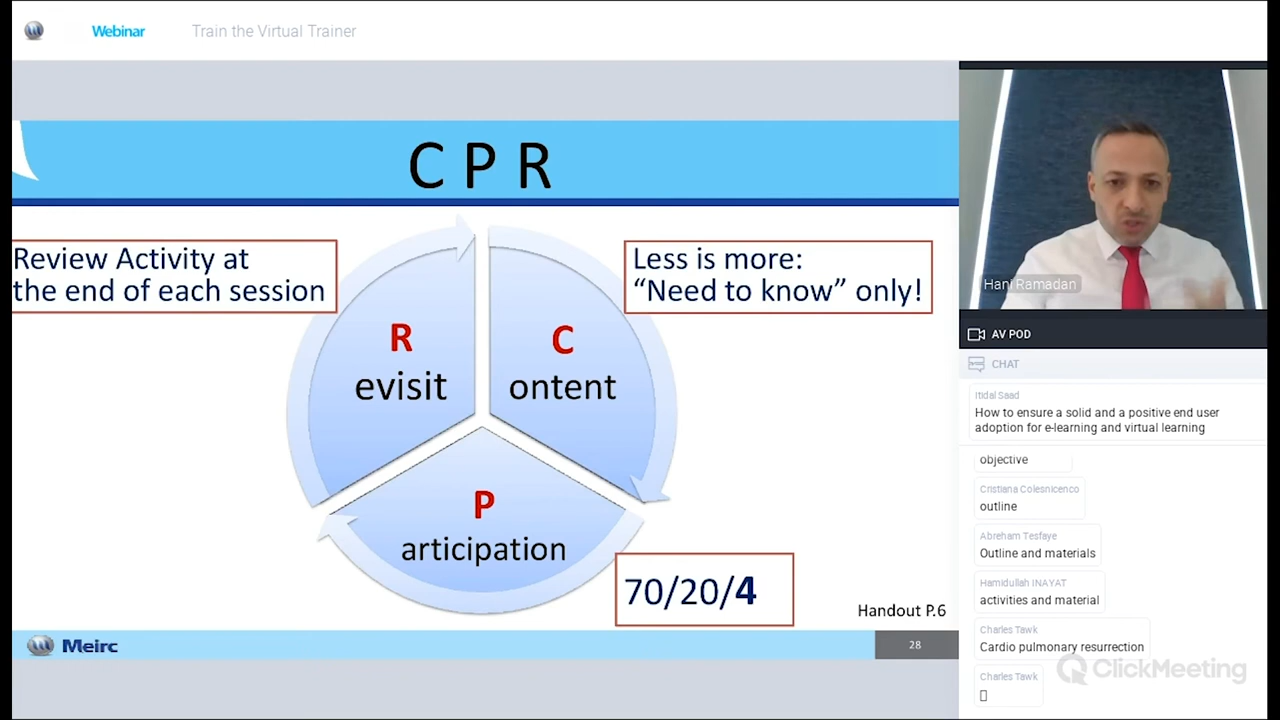 Webinar
Train the Virtual Trainer
C P R
Review Activity at
the end of each session
Less is more:
“Need to know” only!
R
evisit
C
ontent
P
articipation
70/20/4
Handout P.6
Meirc
28
Hani Ramadan
AV POD
CHAT
Itidal Saad
How to ensure a solid and a positive end user
adoption for e-learning and virtual learning
objective
Cristiana Colesnicenco
outline
Abreham Tesfaye
Outline and materials
Hamidullah INAYAT
activities and material
Charles Tawk
Cardio pulmonary resurrection
ClickMeeting
Charles Tawk